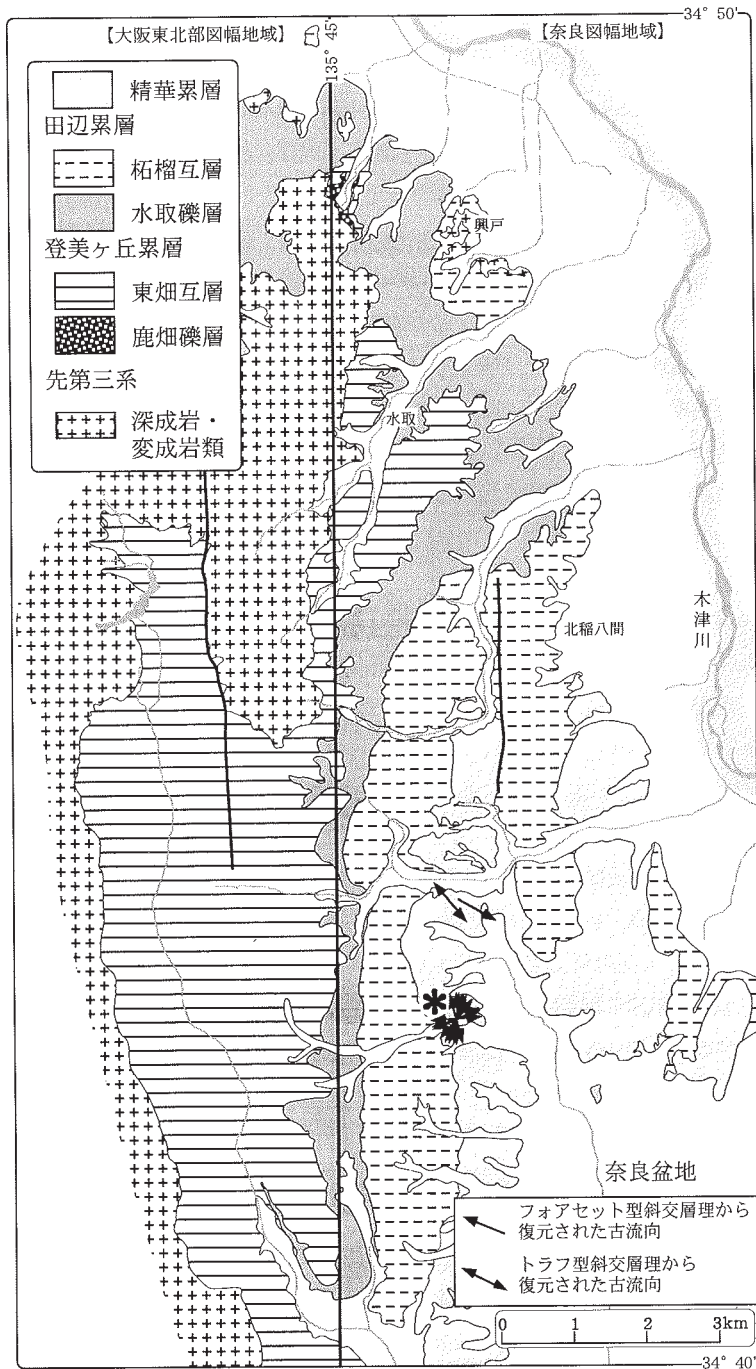 34° 50'
【大阪東北部図幅地域】
135° 45'
【奈良図幅地域】
精華累層
田辺累層
柘榴互層
水取礫層
登美ヶ丘累層
東畑互層
鹿畑礫層
先第三系
深成岩・
変成岩類
興戸
水取
北稲八間
木津川
奈良盆地
フォアセット型斜交層理から
復元された古流向
トラフ型斜交層理から
復元された古流向
0 1 2 3km
34° 40'